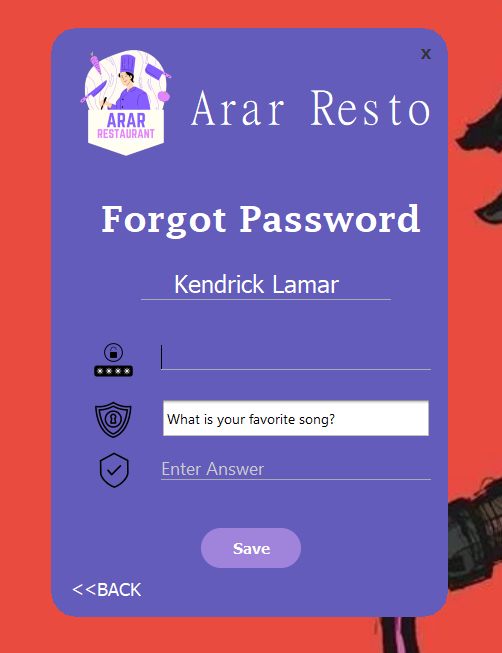 x
ARAR
RESTAURANT
Arar Resto
Forgot Password
Kendrick Lamar
What is your favorite song?
Enter Answer
Save
<<BACK